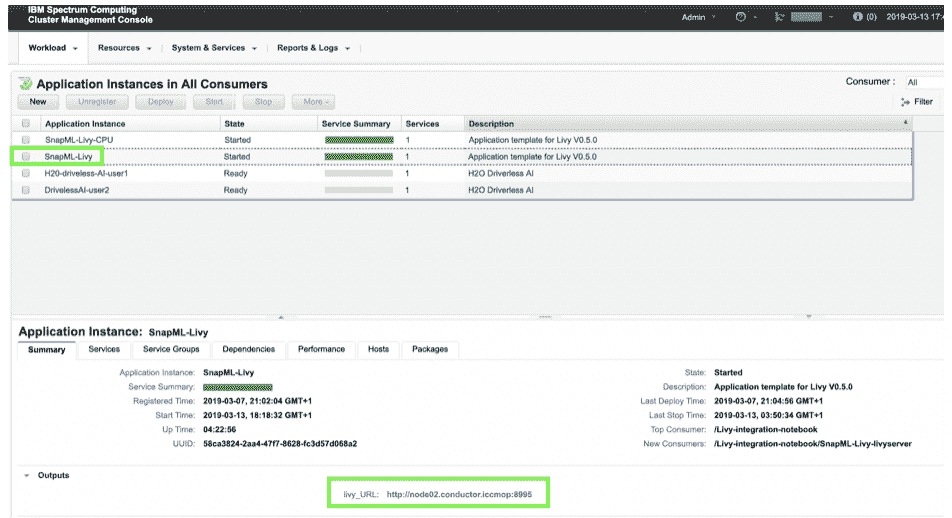 IBM Spectrum Computing
Cluster Management Console
Admin (0) 2019-03-13 17:4
Workload Resources System & Services Reports & Logs
Application Instances in All Consumers
Consumer : All
New Unregister Deploy Start Stop More
Filter
Application Instance State Service Summary Services Description
SnapML-Livy-CPU Started 1 Application template for Livy V0.5.0
SnapML-Livy Started 1 Application template for Livy V0.5.0
H20-driveless-AI-user1 Ready 1 H2O Driverless AI
DrivelessAI-user2 Ready 1 H2O Driverless AI
Application Instance: SnapML-Livy
Summary Services Service Groups Dependencies Performance Hosts Packages
Application Instance: SnapML-Livy State: Started
Service Summary: Description: Application template for Livy V0.5.0
Registered Time: 2019-03-07, 21:02:04 GMT+1 Last Deploy Time: 2019-03-07, 21:04:56 GMT+1
Start Time: 2019-03-13, 18:18:32 GMT+1 Last Stop Time: 2019-03-13, 03:50:34 GMT+1
Up Time: 04:22:56 Top Consumer: /Livy-integration-notebook
UUID: 58ca3824-2aa4-47f7-8628-fc3d57d068a2 New Consumers: /Livy-integration-notebook/SnapML-Livy-livyserver
Outputs
livy_URL: http://node02.conductor.iccmop:8995